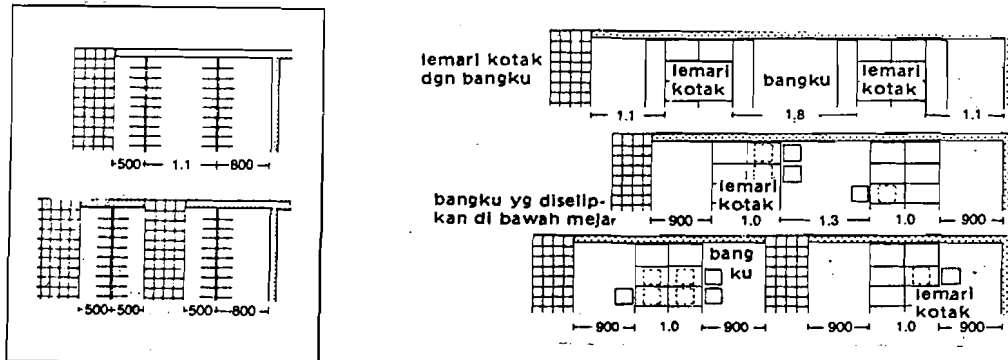 500 1.1 800
500 500 500 800
lemari kotak
dgn bangku
lemari
kotak
bangku
lemari
kotak
1.1 1.8 1.1
bangku yg diselip-
kan di bawah mejar
lemari
kotak
900 1.0 1.3 1.0 900
bang
ku
lemari
kotak
900 1.0 900 900 1.0 900